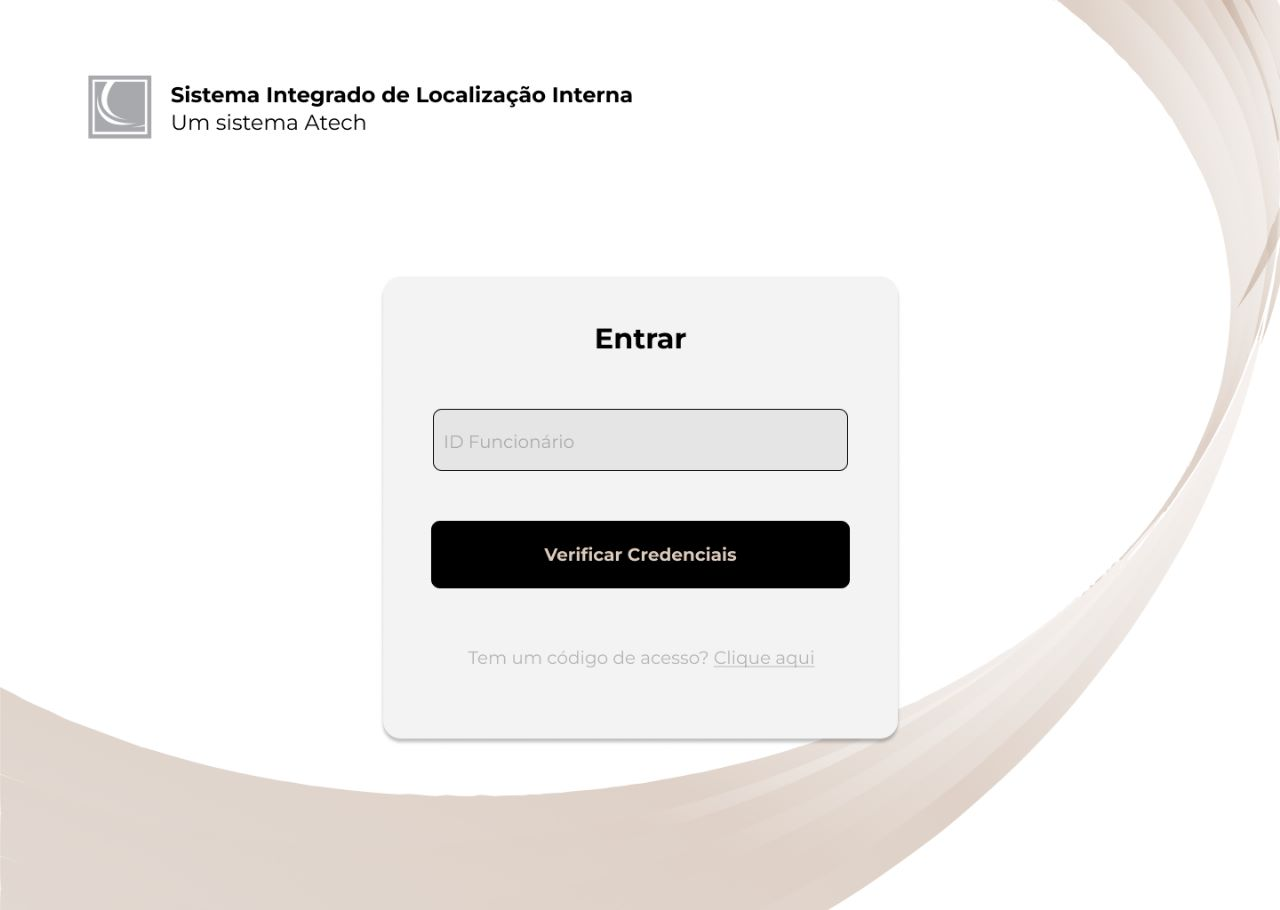 Sistema Integrado de Localização Interna
Um sistema Atech
Entrar
ID Funcionário
Verificar Credenciais
Tem um código de acesso? Clique aqui